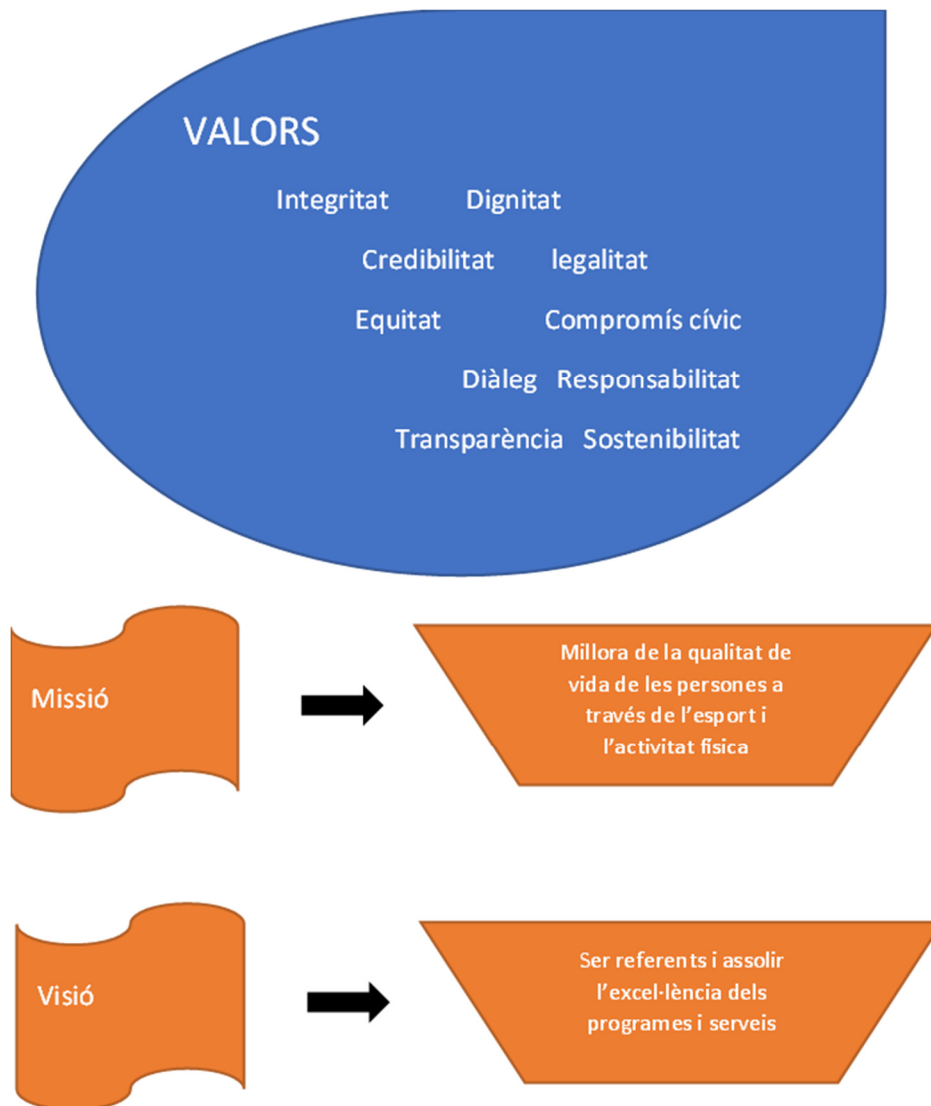 VALORS
Integritat Dignitat
Credibilitat legalitat
Equitat Compromís cívic
Diàleg Responsabilitat
Transparència Sostenibilitat
Missió
Millora de la qualitat de
vida de les persones a
través de l'esport i
l'activitat física
Visió
Ser referents i assolir
l'excel·lència dels
programes i serveis